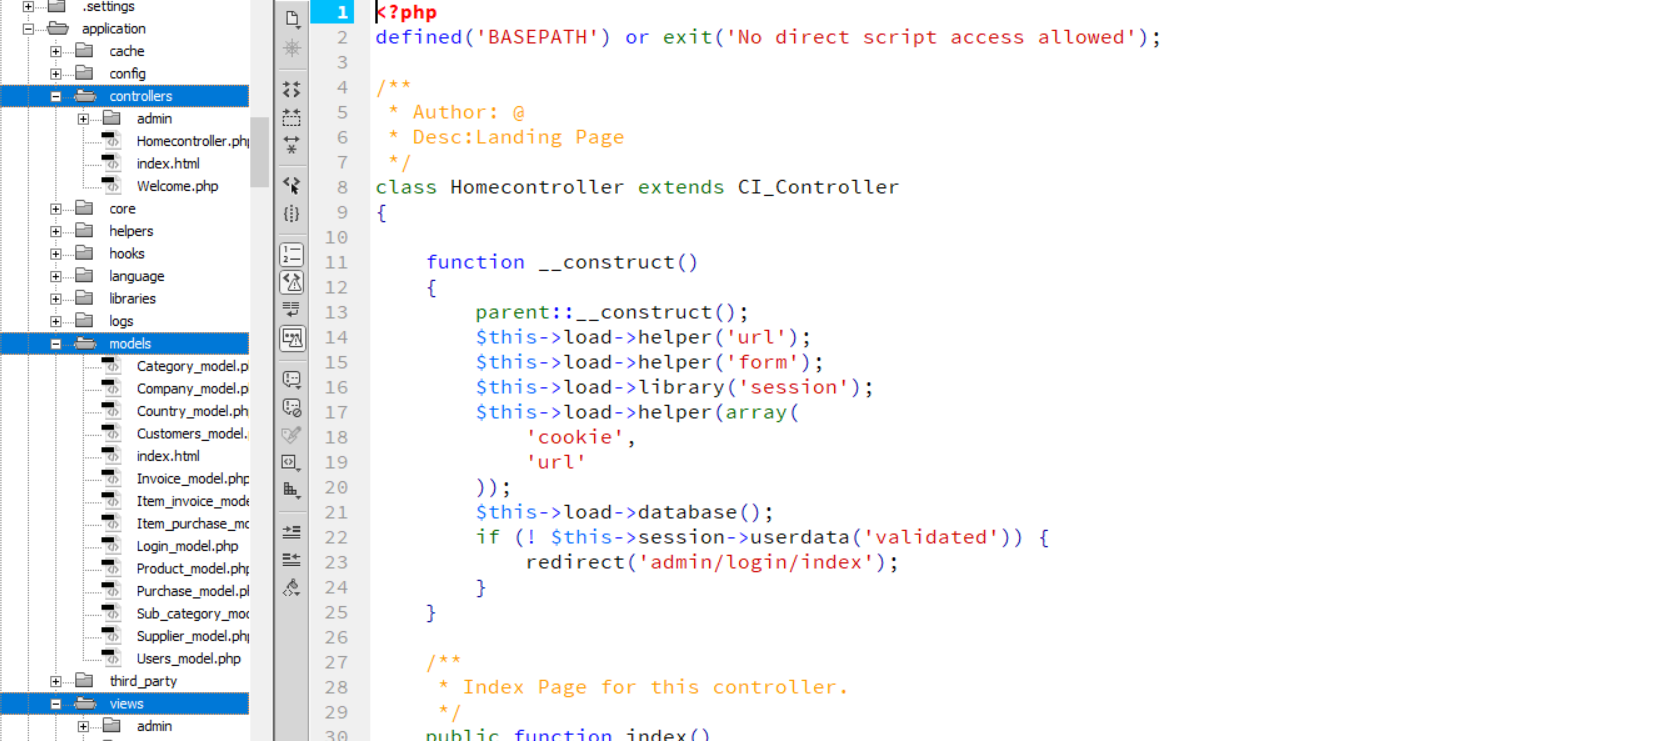 .settings
application
cache
config
controllers
admin
Homecontroller.ph
index.html
Welcome.php
core
helpers
hooks
language
libraries
logs
models
Category_model.p
Company_model.p
Country_model.ph
Customers_model.
index.html
Invoice_model.php
Item_invoice_mode
Item_purchase_mo
Login_model.php
Product_model.php
Purchase_model.p
Sub_category_mod
Supplier_model.ph
Users_model.php
third_party
views
admin
1 <?php
2 defined('BASEPATH') or exit('No direct script access allowed');
3
4 /**
5 * Author: @
6 * Desc:Landing Page
7 */
8 class Homecontroller extends CI_Controller
9 {
10
11 function __construct()
12 {
13 parent::__construct();
14 $this->load->helper('url');
15 $this->load->helper('form');
16 $this->load->library('session');
17 $this->load->helper(array(
18 'cookie',
19 'url'
20 ));
21 $this->load->database();
22 if (! $this->session->userdata('validated')) {
23 redirect('admin/login/index');
24 }
25 }
26
27 /**
28 * Index Page for this controller.
29 */
30 public function index()